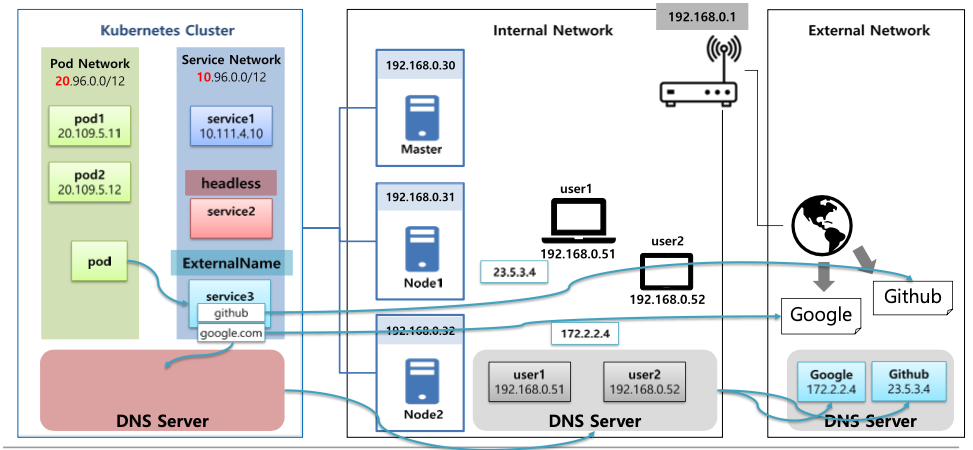 Kubernetes Cluster
Pod Network
20.96.0.0/12
pod1
20.109.5.11
pod2
20.109.5.12
pod
Service Network
10.96.0.0/12
service1
10.111.4.10
headless
service2
ExternalName
service3
github
google.com
DNS Server
Internal Network
192.168.0.1
192.168.0.30
Master
192.168.0.31
Node1
192.168.0.32
Node2
user1
192.168.0.51
user2
192.168.0.52
23.5.3.4
172.2.2.4
user1
192.168.0.51
user2
192.168.0.52
DNS Server
External Network
Google
Github
Google
172.2.2.4
Github
23.5.3.4
DNS Server